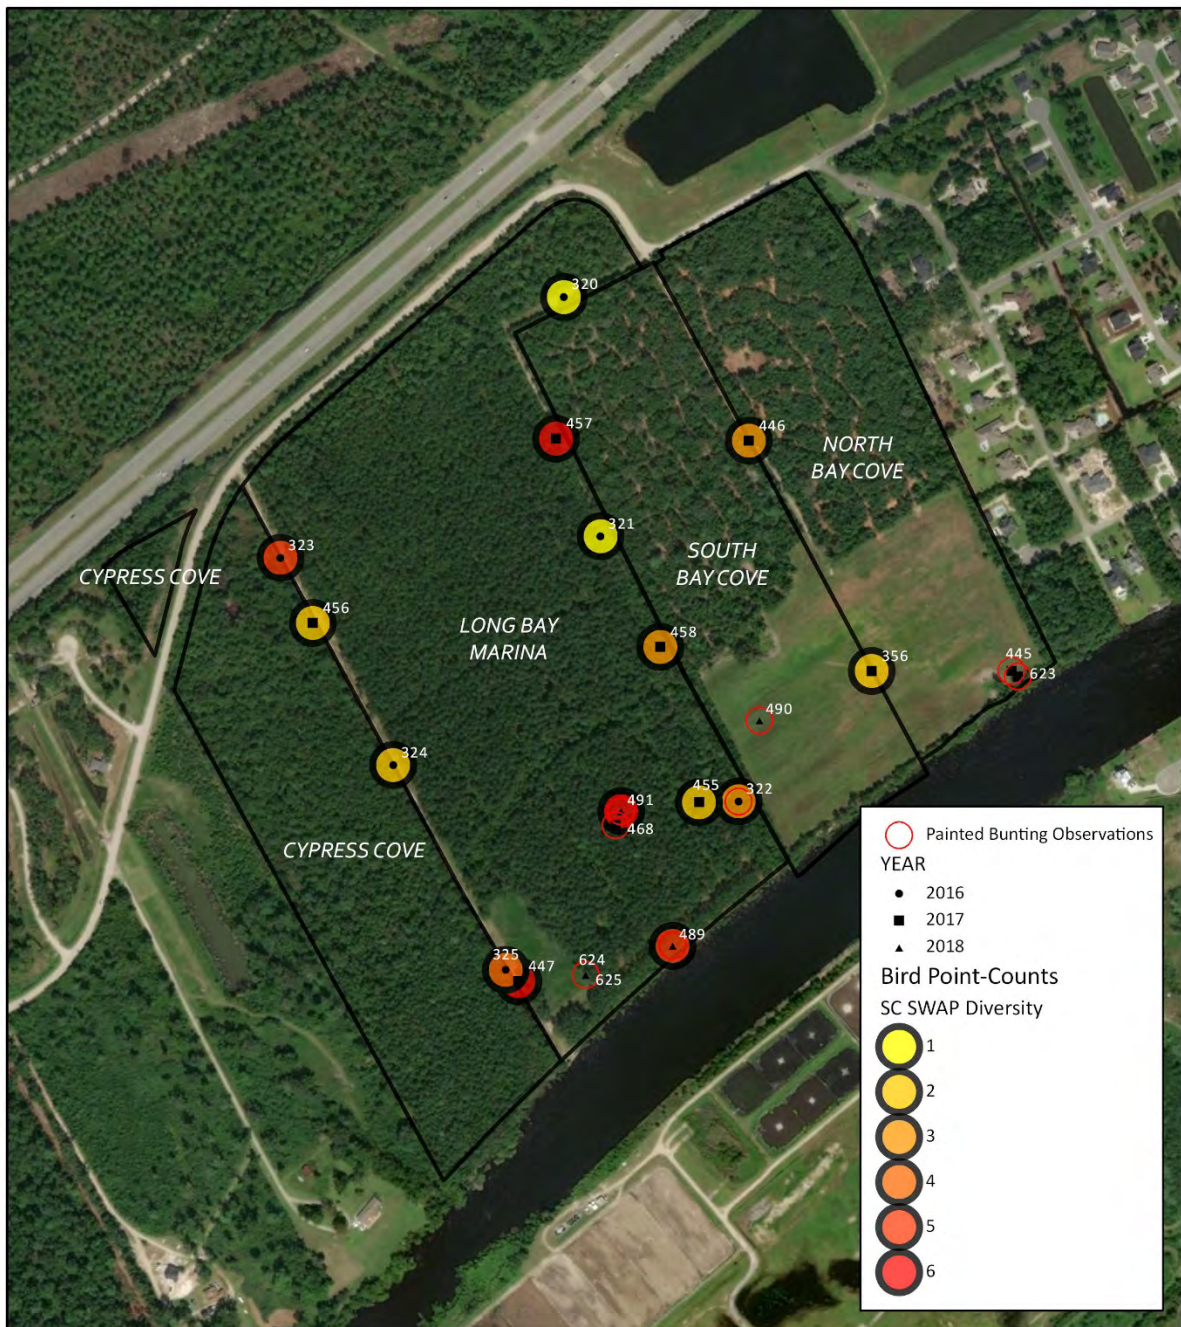 320
457
446
NORTH
BAY COVE
321
323
SOUTH
BAY COVE
CYPRESS COVE
456
LONG BAY
MARINA
458
445
356
623
490
324
455
322
491
468
CYPRESS COVE
489
325
447
624
625
Painted Bunting Observations
YEAR
2016
2017
2018
Bird Point-Counts
SC SWAP Diversity
1
2
3
4
5
6